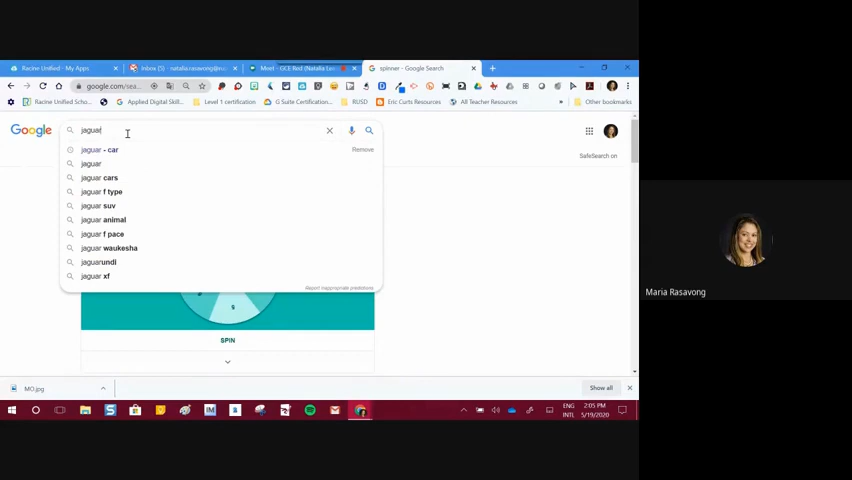 Racine Unified - My Apps
Inbox (5) - natalia.rasavong@rus
Meet - GCE Red (Natalia
spinner - Google Search
google.com/sea...
Racine Unified Scho...
Applied Digital Skill...
Level 1 certification
G Suite Certification...
RUSD
Eric Curts Resources
All Teacher Resources
»
Other bookmarks
Google
jaguar
SafeSearch on
jaguar - car
Remove
jaguar
jaguar cars
jaguar f type
jaguar suv
jaguar animal
jaguar f pace
jaguar waukesha
jaguarundi
jaguar xf
Report inappropriate predictions
SPIN
MO.jpg
Show all
ENG
INTL
2:05 PM
5/19/2020
Maria Rasavong